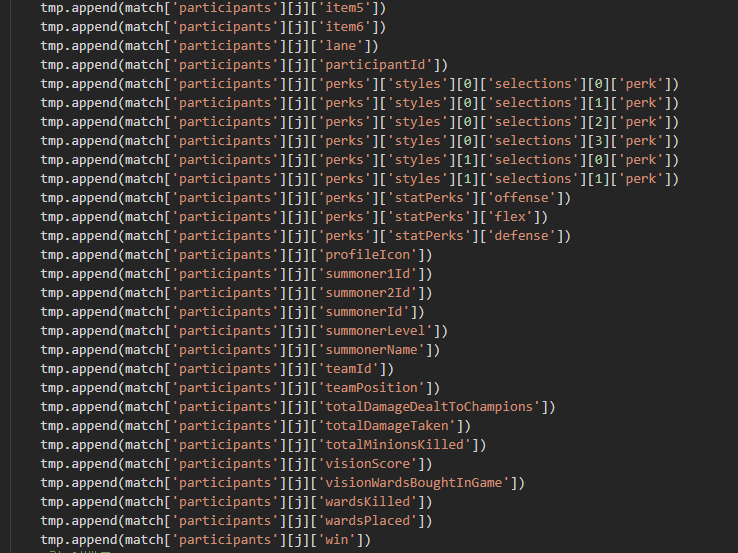 tmp.append(match['participants'][j]['item5'])
tmp.append(match['participants'][j]['item6'])
tmp.append(match['participants'][j]['lane'])
tmp.append(match['participants'][j]['participantId'])
tmp.append(match['participants'][j]['perks']['styles'][0]['selections'][0]['perk'])
tmp.append(match['participants'][j]['perks']['styles'][0]['selections'][1]['perk'])
tmp.append(match['participants'][j]['perks']['styles'][0]['selections'][2]['perk'])
tmp.append(match['participants'][j]['perks']['styles'][0]['selections'][3]['perk'])
tmp.append(match['participants'][j]['perks']['styles'][1]['selections'][0]['perk'])
tmp.append(match['participants'][j]['perks']['styles'][1]['selections'][1]['perk'])
tmp.append(match['participants'][j]['perks']['statPerks']['offense'])
tmp.append(match['participants'][j]['perks']['statPerks']['flex'])
tmp.append(match['participants'][j]['perks']['statPerks']['defense'])
tmp.append(match['participants'][j]['profileIcon'])
tmp.append(match['participants'][j]['summoner1Id'])
tmp.append(match['participants'][j]['summoner2Id'])
tmp.append(match['participants'][j]['summonerId'])
tmp.append(match['participants'][j]['summonerLevel'])
tmp.append(match['participants'][j]['summonerName'])
tmp.append(match['participants'][j]['teamId'])
tmp.append(match['participants'][j]['teamPosition'])
tmp.append(match['participants'][j]['totalDamageDealtToChampions'])
tmp.append(match['participants'][j]['totalDamageTaken'])
tmp.append(match['participants'][j]['totalMinionsKilled'])
tmp.append(match['participants'][j]['visionScore'])
tmp.append(match['participants'][j]['visionWardsBoughtInGame'])
tmp.append(match['participants'][j]['wardsKilled'])
tmp.append(match['participants'][j]['wardsPlaced'])
tmp.append(match['participants'][j]['win'])